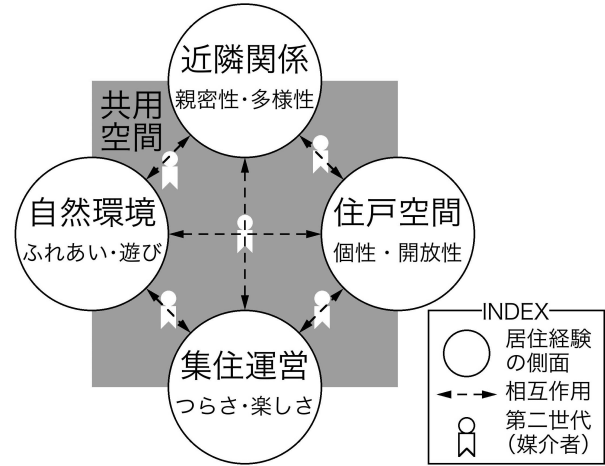 近隣関係
親密性・多様性
共用
空間
自然環境
ふれあい・遊び
住戸空間
個性・開放性
集住運営
つらさ・楽しさ
INDEX
居住経験
の側面
相互作用
第二世代
(媒介者)